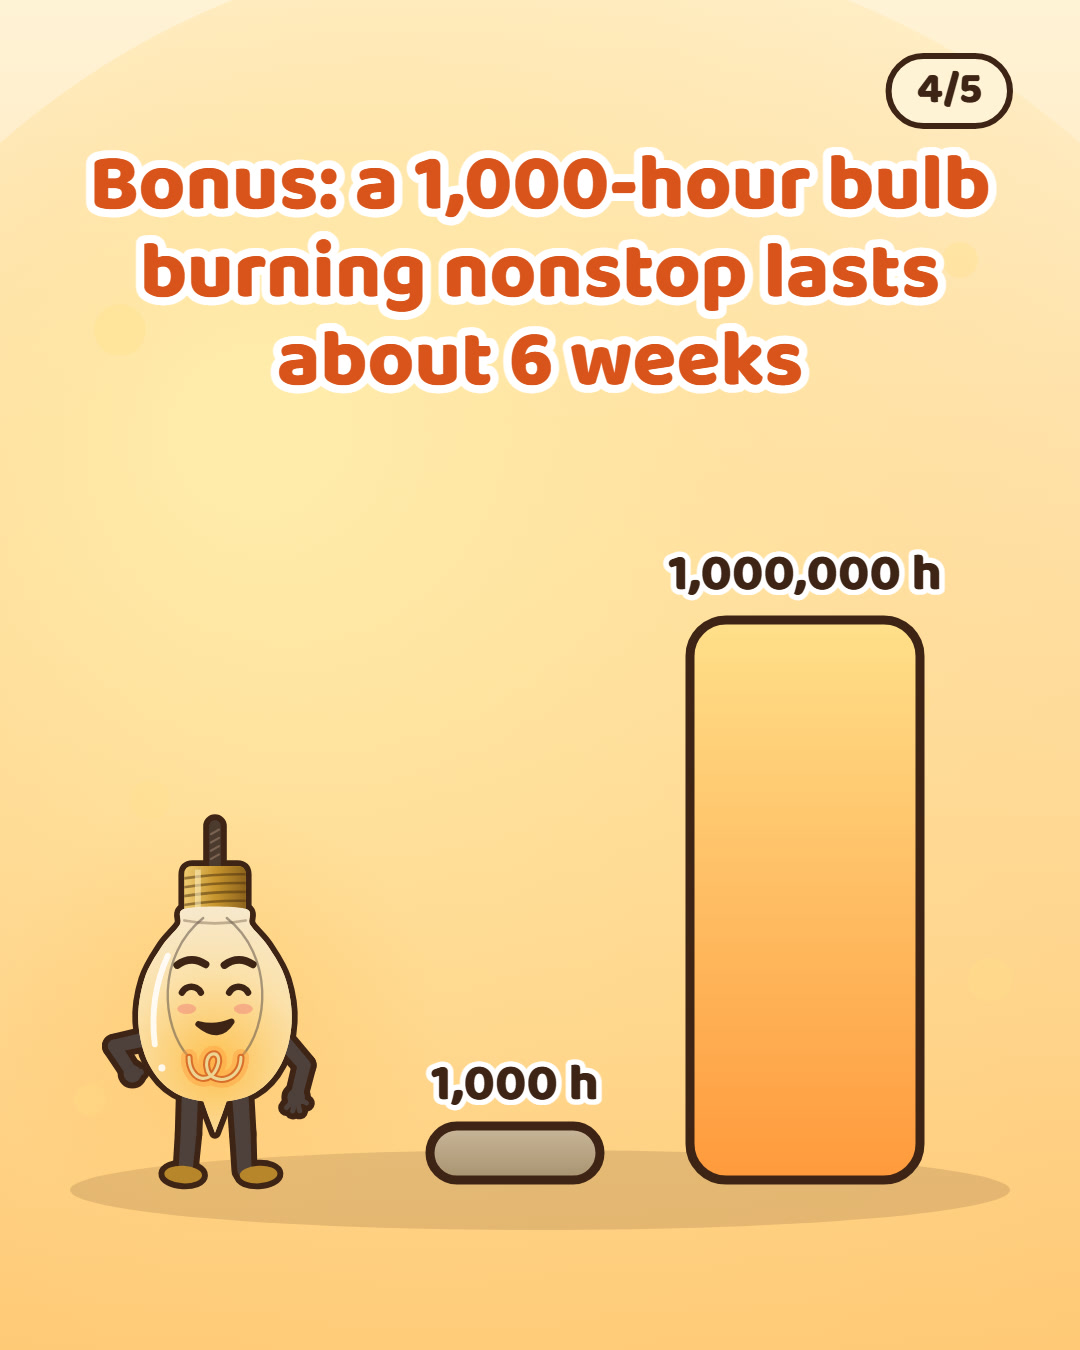 4/5
Bonus: a 1,000-hour bulb
burning nonstop lasts
about 6 weeks
1,000,000 h
1,000 h